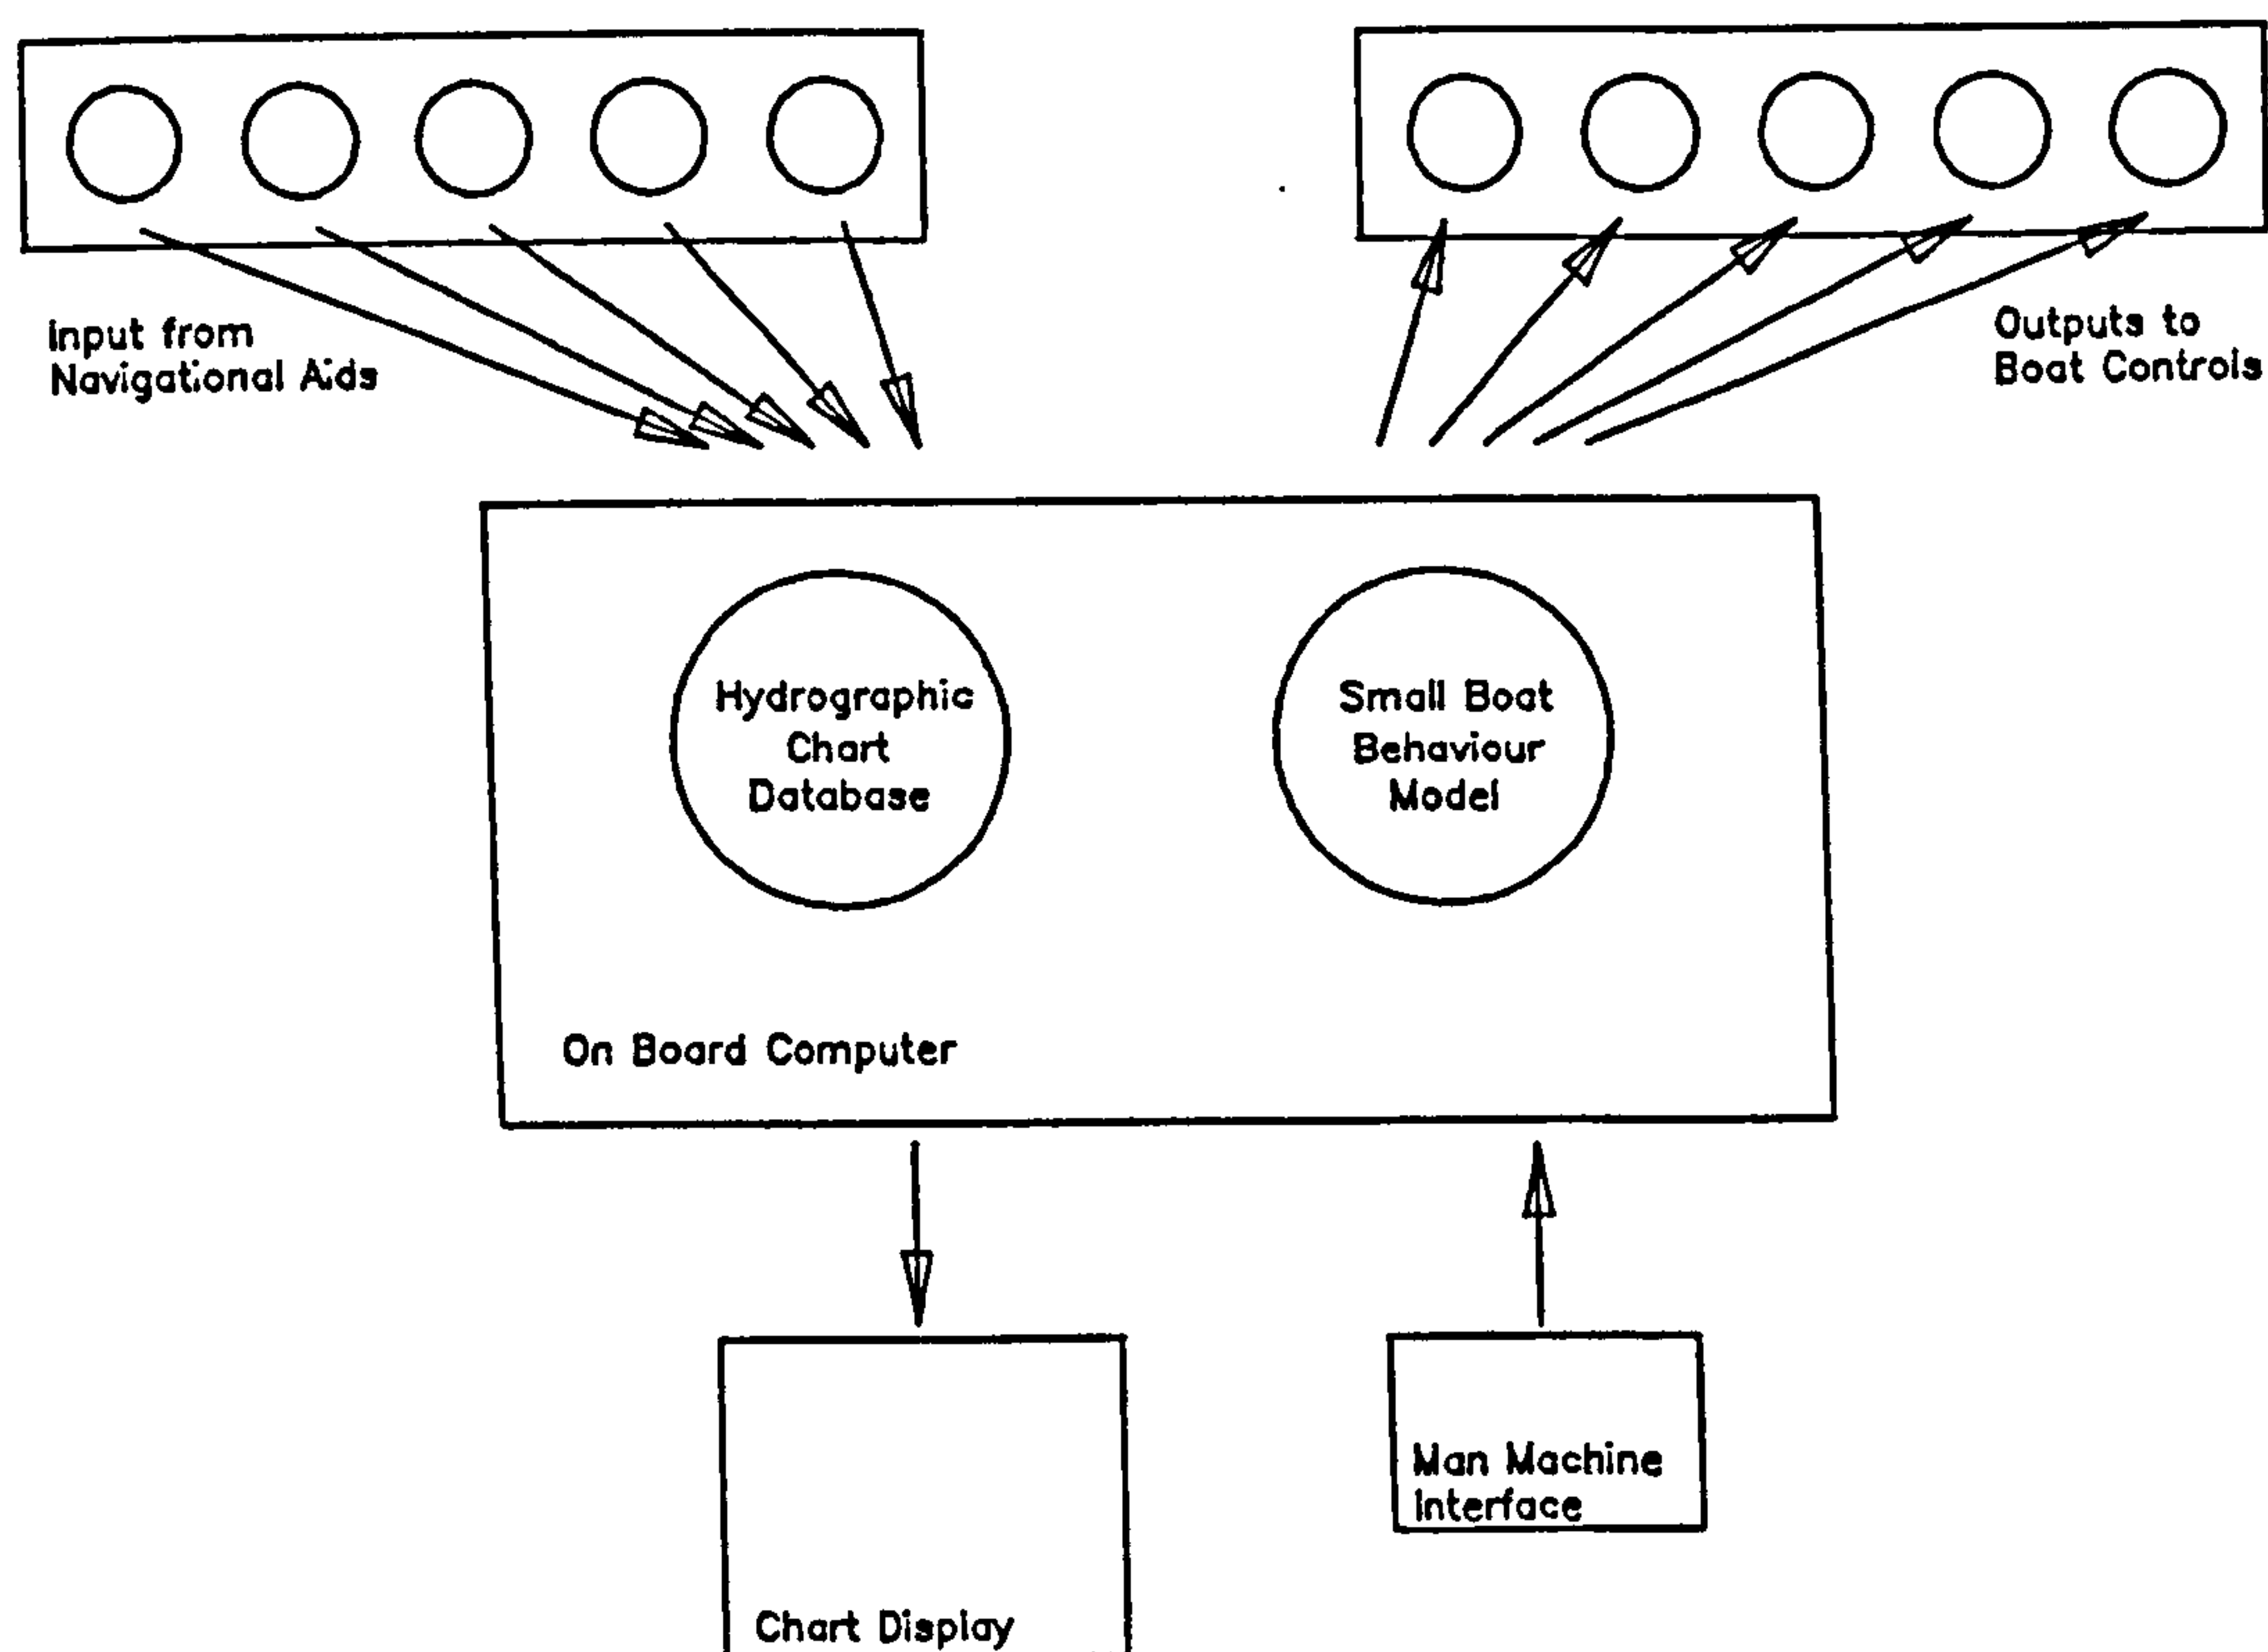 Input from
Navigational Aids
Outputs to
Boat Controls
Hydrographic
Chart
Database
Small Boat
Behaviour
Model
On Board Computer
Man Machine
Interface
Chart Display